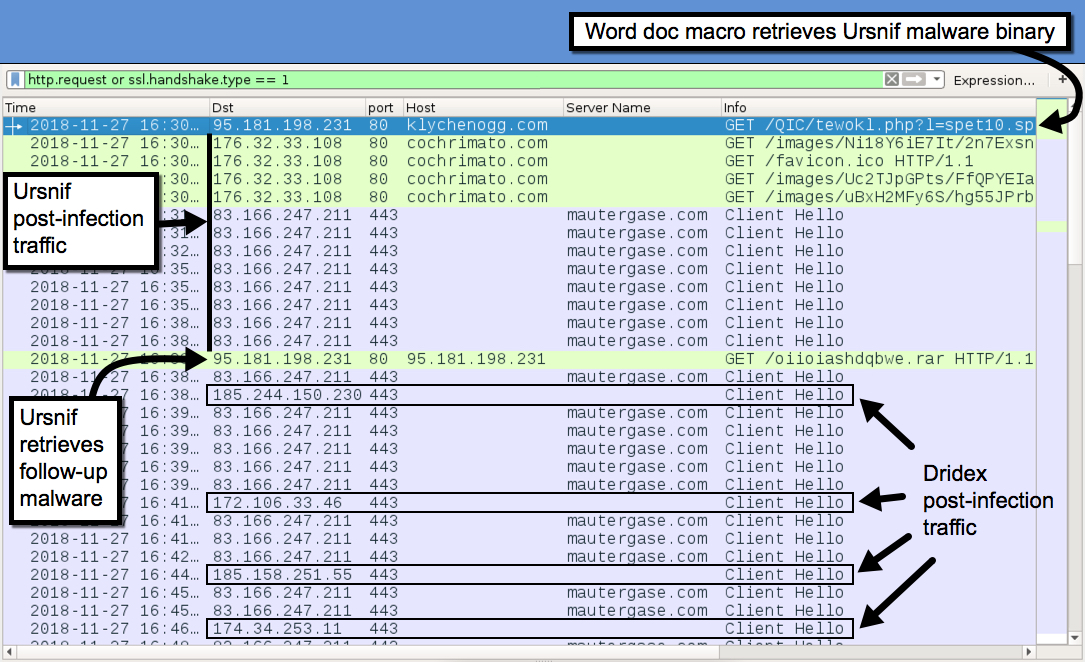 Word doc macro retrieves Ursnif malware binary
http.request or ssl.handshake.type == 1
Expression…
+
Time Dst port Host Server Name Info
2018-11-27 16:30… 95.181.198.231 80 klychenogg.com GET /QIC/tewokl.php?l=spet10.sp
2018-11-27 16:30… 176.32.33.108 80 cochrimato.com GET /images/Ni18Y6iE7It/2n7Exsn
2018-11-27 16:30… 176.32.33.108 80 cochrimato.com GET /favicon.ico HTTP/1.1
30… 176.32.33.108 80 cochrimato.com GET /images/Uc2TJpGPts/FfQPYEIa
30… 176.32.33.108 80 cochrimato.com GET /images/uBxH2MFy6S/hg55JPrb
31… 83.166.247.211 443 mautergase.com Client Hello
31… 83.166.247.211 443 mautergase.com Client Hello
32… 83.166.247.211 443 mautergase.com Client Hello
35… 83.166.247.211 443 mautergase.com Client Hello
2018-11-27 16:35… 83.166.247.211 443 mautergase.com Client Hello
2018-11-27 16:35… 83.166.247.211 443 mautergase.com Client Hello
2018-11-27 16:38… 83.166.247.211 443 mautergase.com Client Hello
2018-11-27 16:38… 83.166.247.211 443 mautergase.com Client Hello
2018-11-27 95.181.198.231 80 95.181.198.231 GET /oiioiashdqbwe.rar HTTP/1.1
2018-11-27 16:38… 83.166.247.211 443 mautergase.com Client Hello
16:38… 185.244.150.230 443 Client Hello
16:39… 83.166.247.211 443 mautergase.com Client Hello
16:39… 83.166.247.211 443 mautergase.com Client Hello
16:39… 83.166.247.211 443 mautergase.com Client Hello
16:39… 83.166.247.211 443 mautergase.com Client Hello
16:39… 83.166.247.211 443 mautergase.com Client Hello
16:41… 172.106.33.46 443 Client Hello
16:41… 83.166.247.211 443 mautergase.com Client Hello
2018-11-27 16:41… 83.166.247.211 443 mautergase.com Client Hello
2018-11-27 16:42… 83.166.247.211 443 mautergase.com Client Hello
2018-11-27 16:44… 185.158.251.55 443 Client Hello
2018-11-27 16:45… 83.166.247.211 443 mautergase.com Client Hello
2018-11-27 16:45… 83.166.247.211 443 mautergase.com Client Hello
2018-11-27 16:46… 174.34.253.11 443 Client Hello
Ursnif
post-infection
traffic
Ursnif
retrieves
follow-up
malware
Dridex
post-infection
traffic